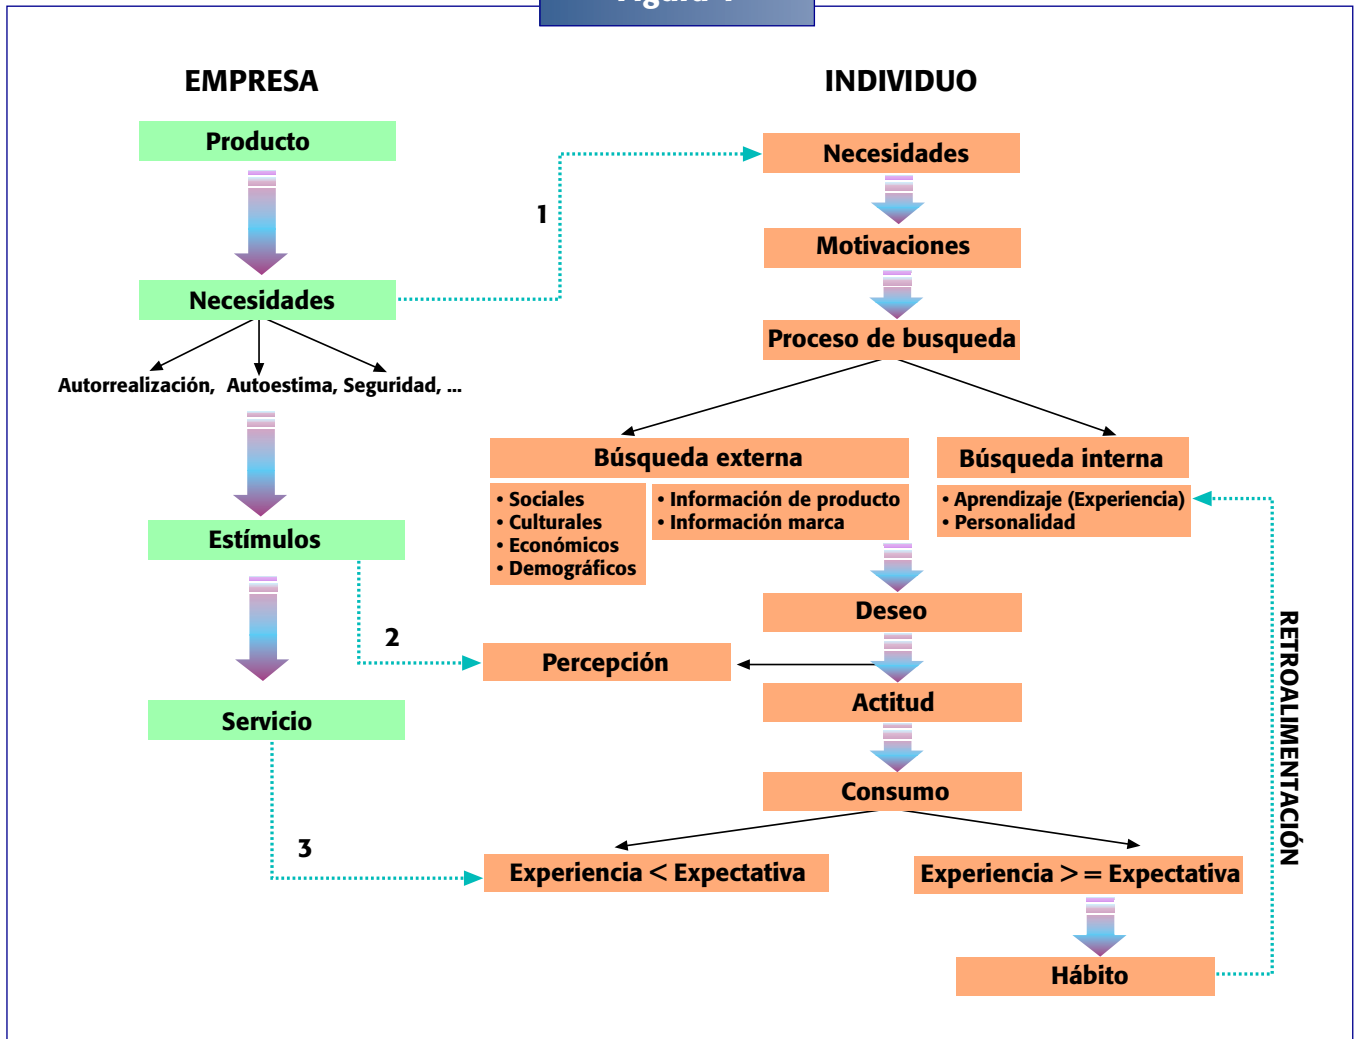 EMPRESA
Producto
Necesidades
Autorrealización, Autoestima, Seguridad, ...
Estímulos
Servicio
1
2
3
INDIVIDUO
Necesidades
Motivaciones
Proceso de busqueda
Búsqueda externa
• Sociales
• Culturales
• Económicos
• Demográficos
• Información de producto
• Información marca
Búsqueda interna
• Aprendizaje (Experiencia)
• Personalidad
Deseo
Percepción
Actitud
Consumo
Experiencia < Expectativa
Experiencia > = Expectativa
Hábito
RETROALIMENTACIÓN